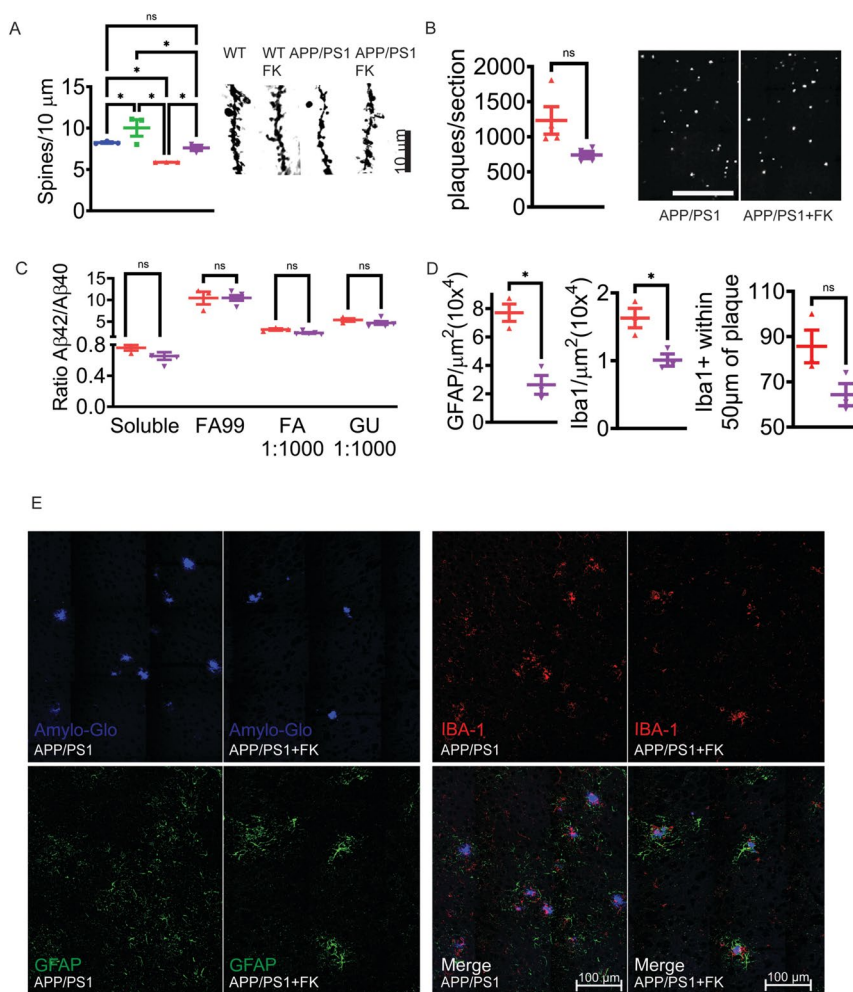 A
ns
*
*
* * *
Spines/10 μm
15
10
5
0
WT
WT
FK
APP/PS1
APP/PS1
FK
10 μm
B
plaques/section
2000
1500
1000
500
0
ns
APP/PS1
APP/PS1+FK
C
Ratio Aβ42/Aβ40
15
10
5
0.8
0.0
ns
ns
ns
ns
Soluble
FA99
FA
1:1000
GU
1:1000
D
GFAP/μm²(10x⁴)
8
6
4
2
0
*
Iba1/μm²(10x⁴)
2
1
0
*
Iba1+ within
50μm of plaque
110
90
70
50
ns
E
Amylo-Glo
APP/PS1
Amylo-Glo
APP/PS1+FK
IBA-1
APP/PS1
IBA-1
APP/PS1+FK
GFAP
APP/PS1
GFAP
APP/PS1+FK
Merge
APP/PS1
100 μm
Merge
APP/PS1+FK
100 μm